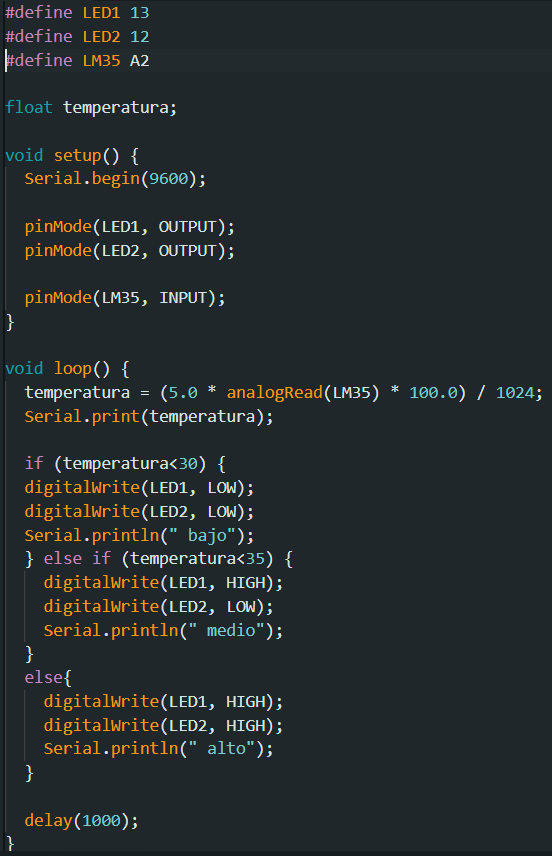 #define LED1 13
#define LED2 12
#define LM35 A2
float temperatura;
void setup() {
Serial.begin(9600);
pinMode(LED1, OUTPUT);
pinMode(LED2, OUTPUT);
pinMode(LM35, INPUT);
}
void loop() {
temperatura = (5.0 * analogRead(LM35) * 100.0) / 1024;
Serial.print(temperatura);
if (temperatura<30) {
digitalWrite(LED1, LOW);
digitalWrite(LED2, LOW);
Serial.println(" bajo");
} else if (temperatura<35) {
digitalWrite(LED1, HIGH);
digitalWrite(LED2, LOW);
Serial.println(" medio");
}
else{
digitalWrite(LED1, HIGH);
digitalWrite(LED2, HIGH);
Serial.println(" alto");
}
delay(1000);
}